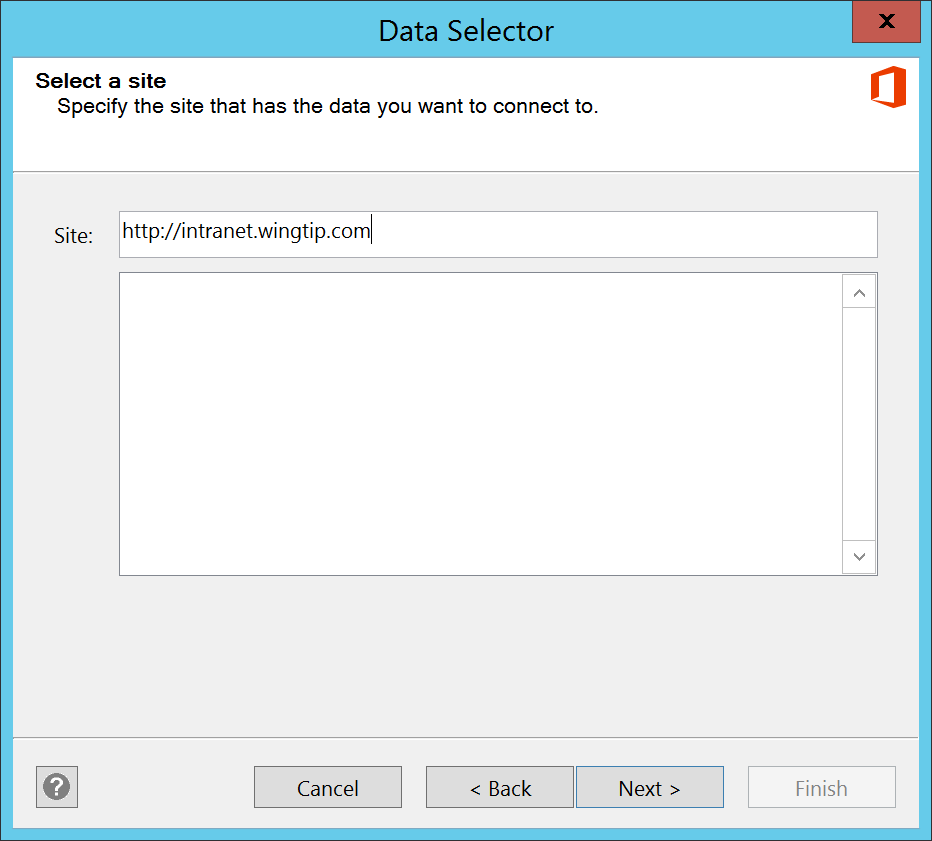 Data Selector
x
Select a site
Specify the site that has the data you want to connect to.
Site: http://intranet.wingtip.com
? Cancel < Back Next > Finish